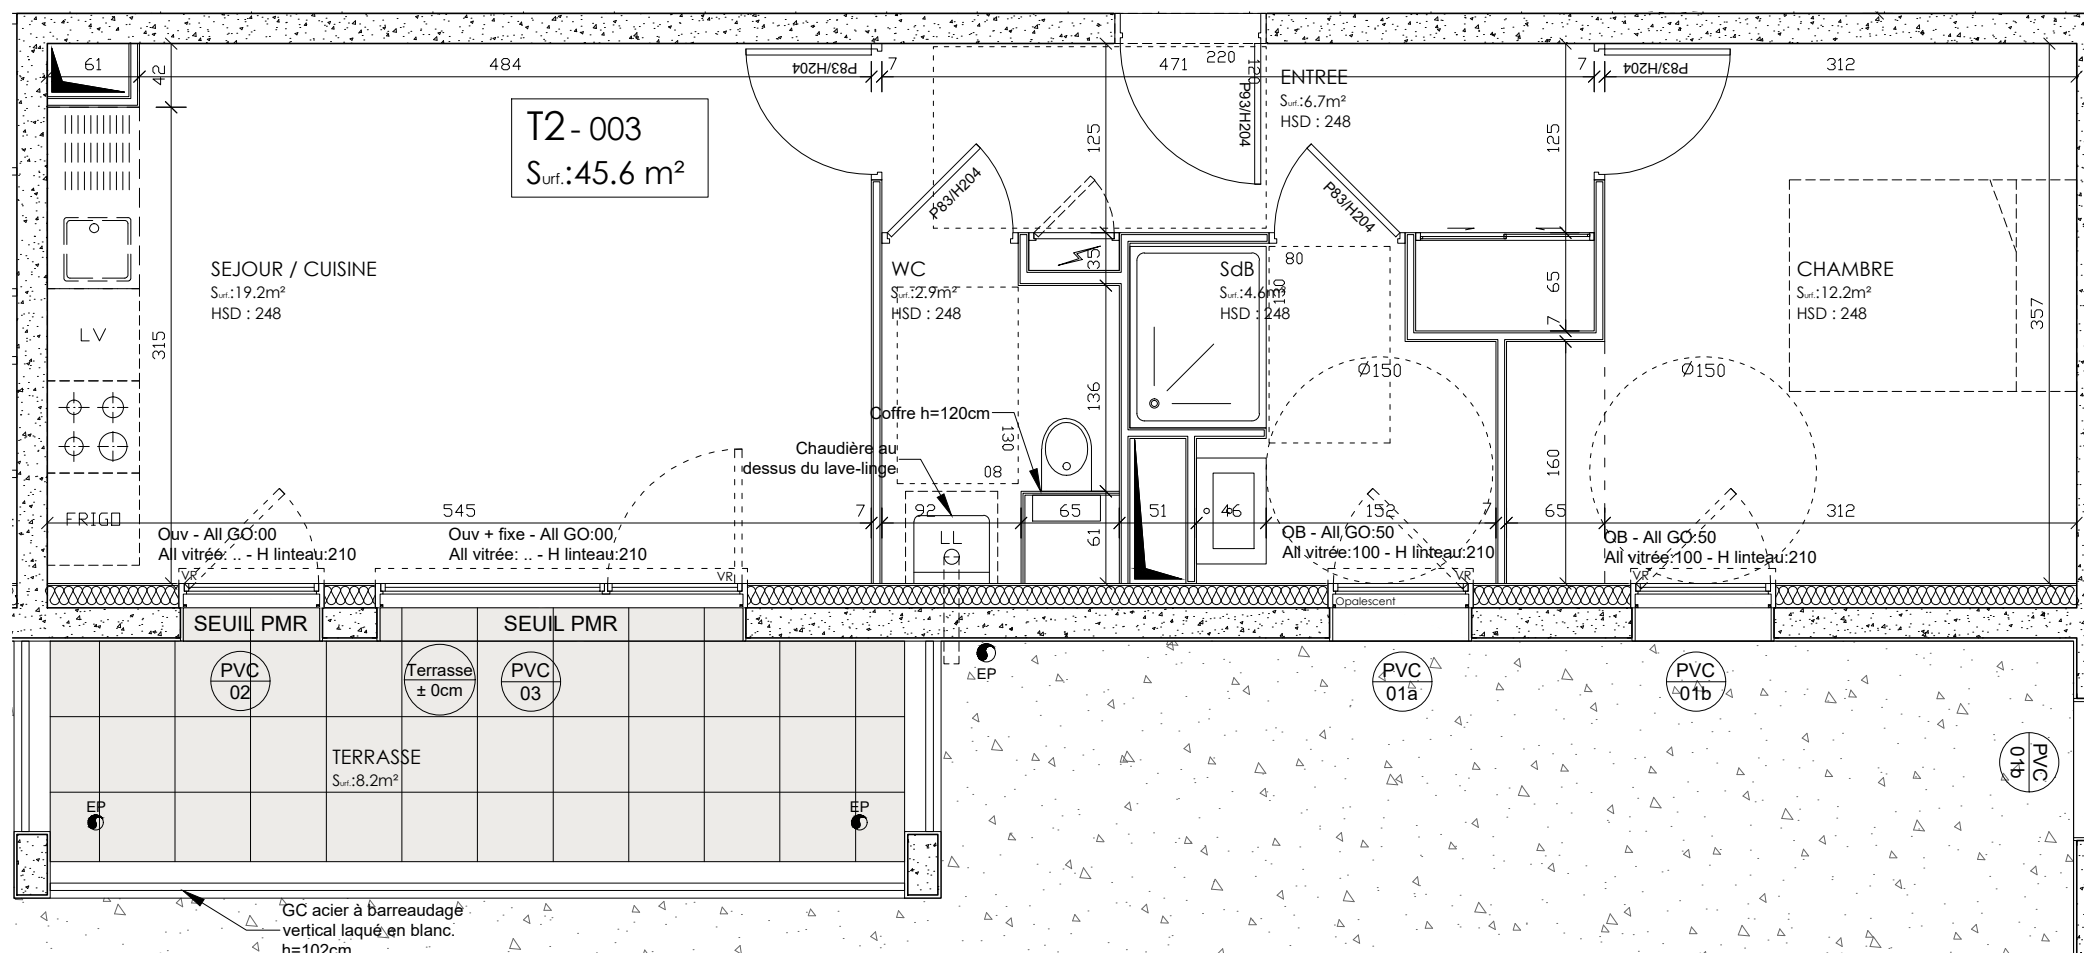 61
42
484
P83/H204
7
471
220
120
P93/H204
ENTREE
Surf.:6.7m²
HSD : 248
7
P83/H204
312
T2 - 003
Surf.:45.6 m²
125
125
P83/H204
P83/H204
SEJOUR / CUISINE
Surf.:19.2m²
HSD : 248
WC
Surf.:2.9m²
HSD : 248
35
SdB
Surf.:4.6m²
HSD : 248
80
130
65
7
CHAMBRE
Surf.:12.2m²
HSD : 248
357
LV
315
Ø150
Ø150
136
Coffre h=120cm
Chaudière au
dessus du lave-linge
130
80
160
FRIGO
545
7
92
65
51
46
152
7
65
312
LL
61
Ouv - All GO:00
All vitrée: .. - H linteau:210
Ouv + fixe - All GO:00
All vitrée: .. - H linteau:210
OB - All GO:50
All vitrée:100 - H linteau:210
OB - All GO:50
All vitrée:100 - H linteau:210
VR
VR
VR
VR
Opalescent
SEUIL PMR
SEUIL PMR
PVC
02
Terrasse
± 0cm
PVC
03
EP
PVC
01a
PVC
01b
PVC
01b
TERRASSE
Surf.:8.2m²
EP
EP
GC acier à barreaudage
vertical laqué en blanc.
h=102cm